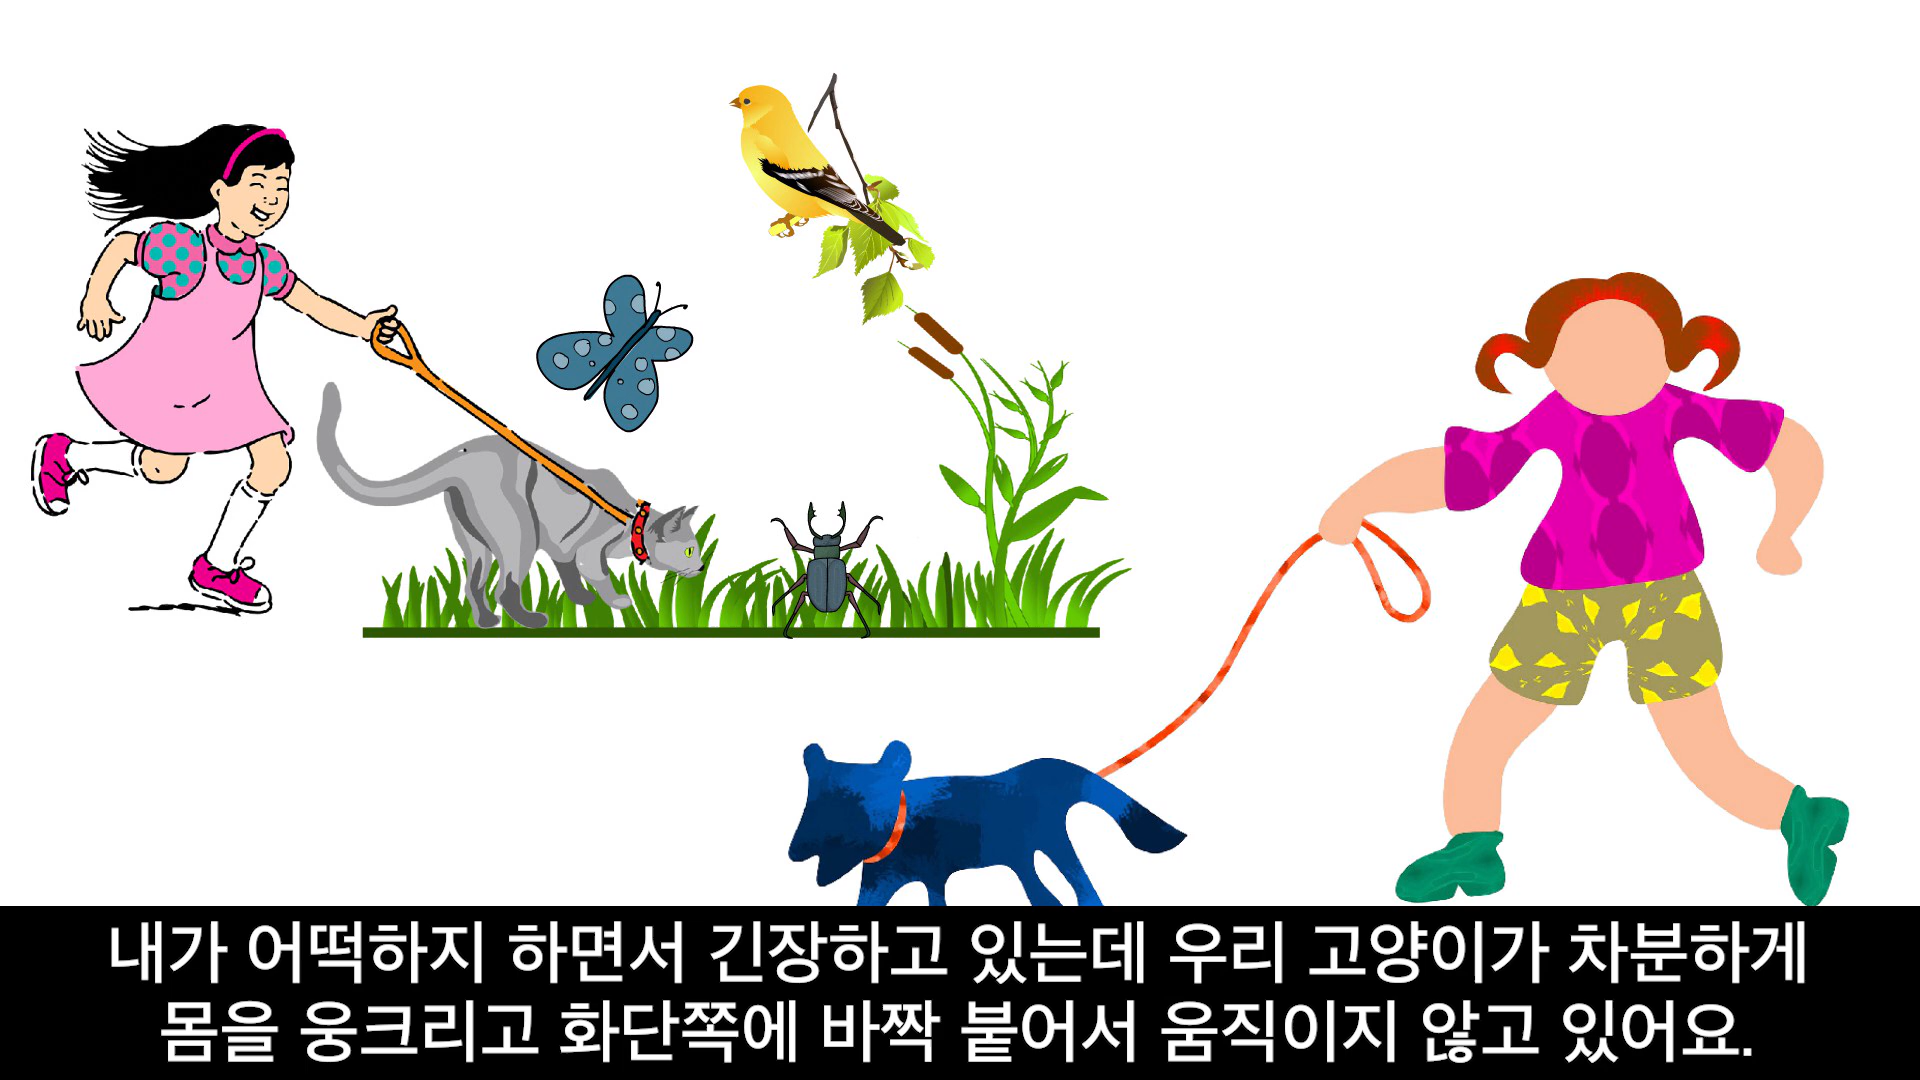 내가 어떡하지 하면서 긴장하고 있는데 우리 고양이가 차분하게
몸을 웅크리고 화단쪽에 바짝 붙어서 움직이지 않고 있어요.